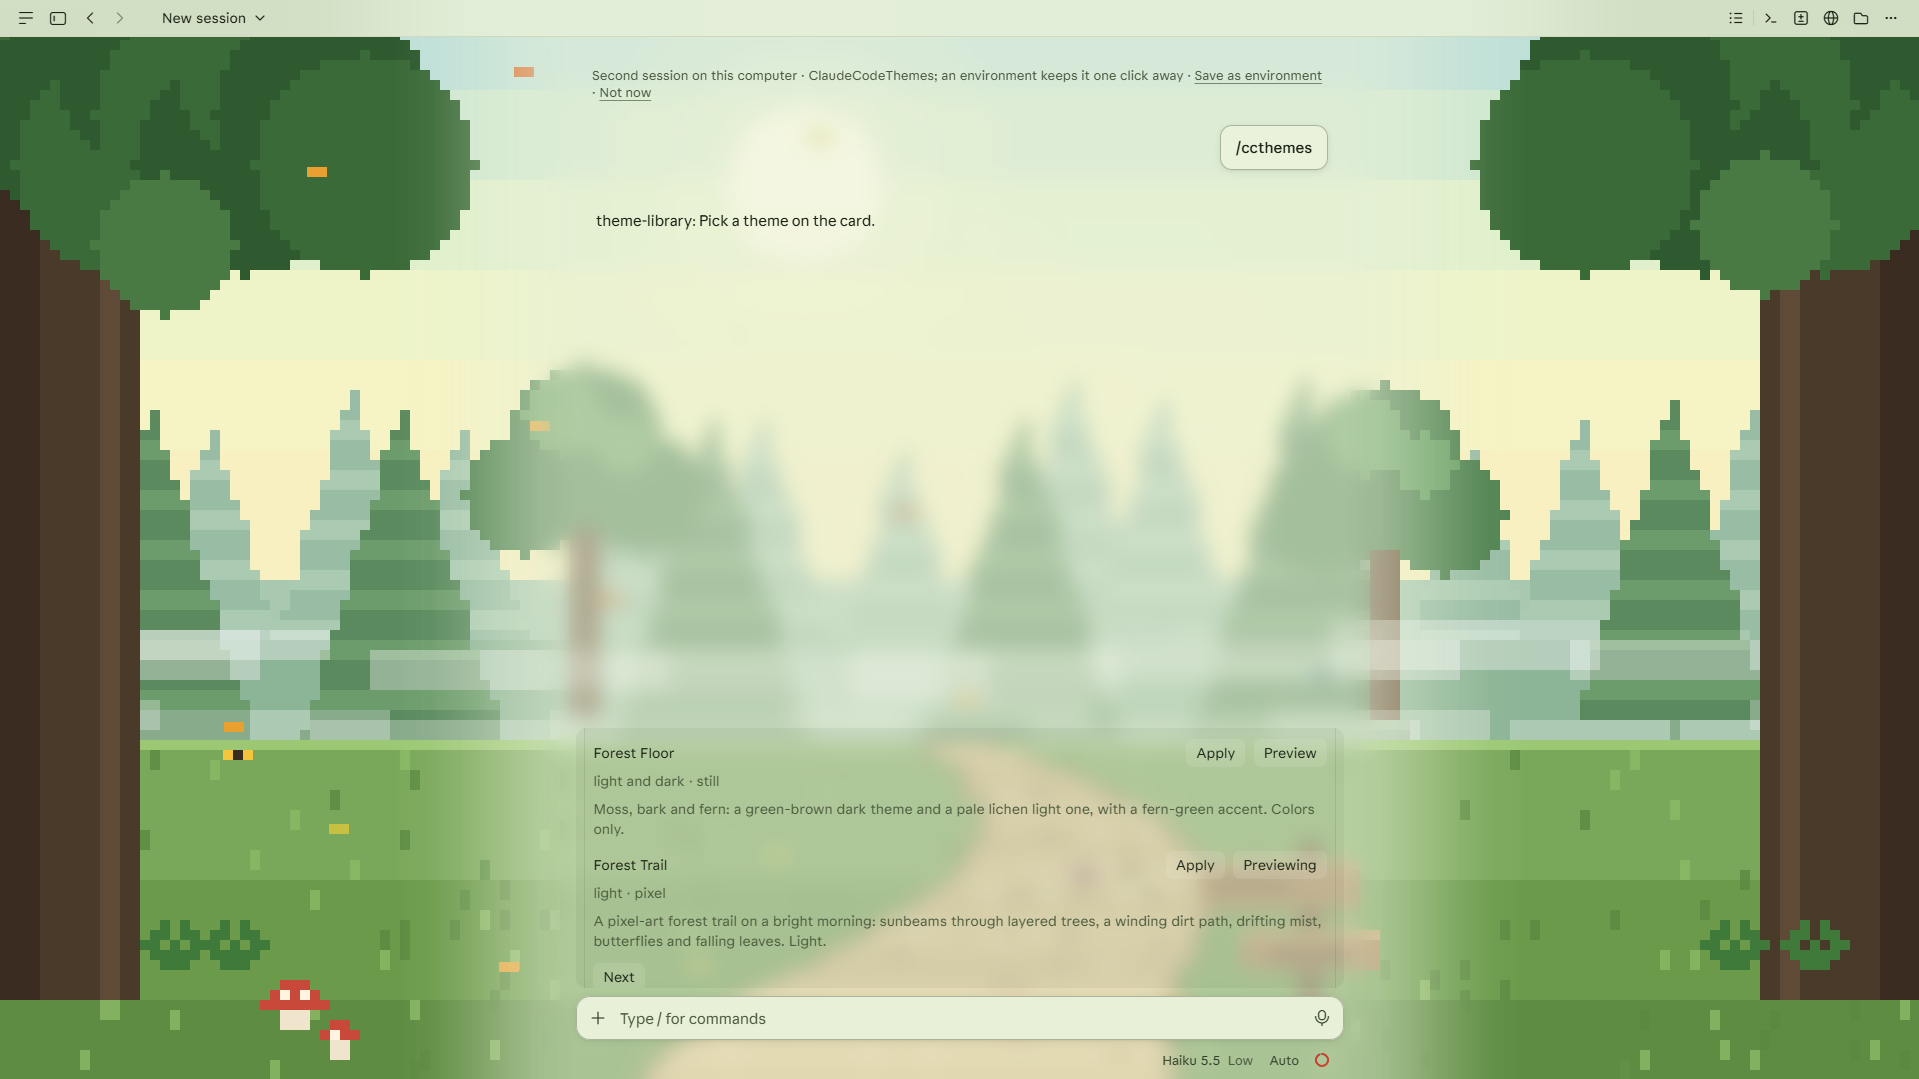 New session
Second session on this computer · ClaudeCodeThemes; an environment keeps it one click away · Save as environment
· Not now
/ccthemes
theme-library: Pick a theme on the card.
Forest Floor
Apply
Preview
light and dark · still
Moss, bark and fern: a green-brown dark theme and a pale lichen light one, with a fern-green accent. Colors
only.
Forest Trail
Apply
Previewing
light · pixel
A pixel-art forest trail on a bright morning: sunbeams through layered trees, a winding dirt path, drifting mist,
butterflies and falling leaves. Light.
Next
Type / for commands
Haiku 5.5 Low Auto